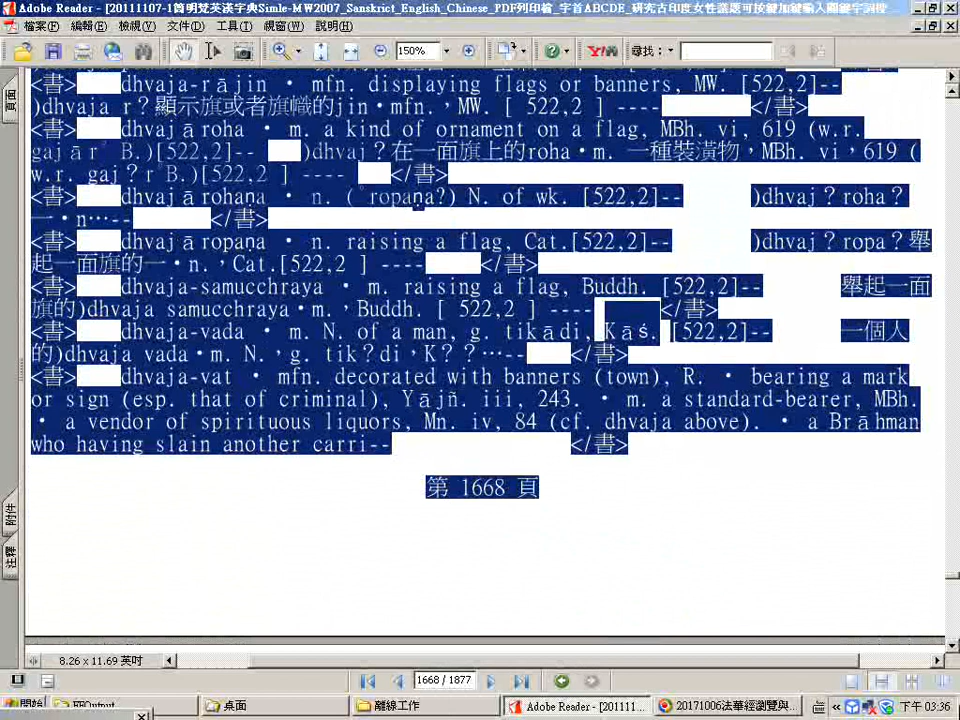 Adobe Reader - [20111107-1簡明梵英漢字典Simle-MW2007_Sanskrict_English_Chinese_PDF列印檔_字首ABCDE_研究古印度女性議題可按
檔案(F) 編輯(E) 檢視(V) 文件(D) 工具(T) 視窗(W) 說明(H)
150% 尋找：
頁面
<書> dhvaja-rājin ‧ mfn. displaying flags or banners, MW. [522,2]--
)dhvaja r？顯示旗或者旗幟的jin‧mfn.，MW. [ 522,2 ] ---- </書>
<書> dhvajāroha ‧ m. a kind of ornament on a flag, MBh. vi, 619 (w.r.
gajār° B.)[522,2]-- )dhvaj？在一面旗上的roha‧m. 一種裝潢物，MBh. vi，619 (
w.r. gaj？r°B.)[522,2 ] ---- </書>
<書> dhvajārohaṇa ‧ n. (°ropaṇa?) N. of wk. [522,2]-- )dhvaj？roha？
一‧n…-- </書>
<書> dhvajāropaṇa ‧ n. raising a flag, Cat.[522,2]-- )dhvaj？ropa？舉
起一面旗的一‧n.，Cat.[522,2 ] ---- </書>
<書> dhvaja-samucchraya ‧ m. raising a flag, Buddh. [522,2]-- 舉起一面
旗的)dhvaja samucchraya‧m.，Buddh. [ 522,2 ] ---- </書>
<書> dhvaja-vada ‧ m. N. of a man, g. tikādi, Kāś. [522,2]-- 一個人
的)dhvaja vada‧m. N.，g. tik？di，K？？…-- </書>
<書> dhvaja-vat ‧ mfn. decorated with banners (town), R. ‧ bearing a mark
or sign (esp. that of criminal), Yājñ. iii, 243. ‧ m. a standard-bearer, MBh.
‧ a vendor of spirituous liquors, Mn. iv, 84 (cf. dhvaja above). ‧ a Brāhman
who having slain another carri-- </書>
第 1668 頁
附件
注釋
8.26 x 11.69 英吋
1668 / 1877
開始 FFOutput 桌面 離線工作 Adobe Reader - [201111... 20171006法華經瀏覽與... 下午 03:36